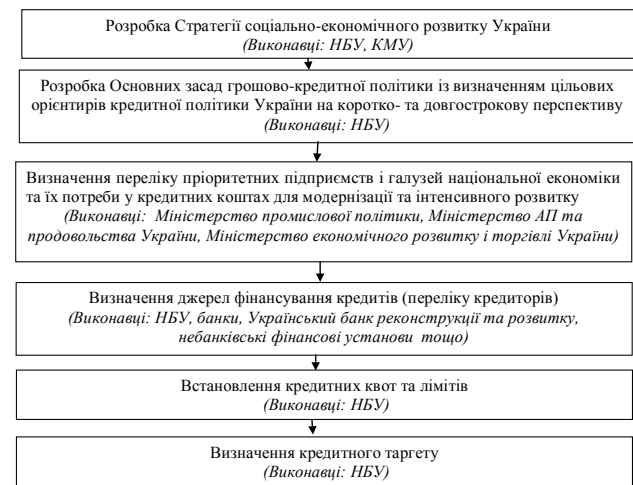 Розробка Стратегії соціально-економічного розвитку України
(Виконавці: НБУ, КМУ)
Розробка Основних засад грошово-кредитної політики із визначенням цільових
орієнтирів кредитної політики України на коротко- та довгострокову перспективу
(Виконавці: НБУ)
Визначення переліку пріоритетних підприємств і галузей національної економіки
та їх потреби у кредитних коштах для модернізації та інтенсивного розвитку
(Виконавці: Міністерство промислової політики, Міністерство АП та
продовольства України, Міністерство економічного розвитку і торгівлі України)
Визначення джерел фінансування кредитів (переліку кредиторів)
(Виконавці: НБУ, банки, Український банк реконструкції та розвитку,
небанківські фінансові установи тощо)
Встановлення кредитних квот та лімітів
(Виконавці: НБУ)
Визначення кредитного таргету
(Виконавці: НБУ)